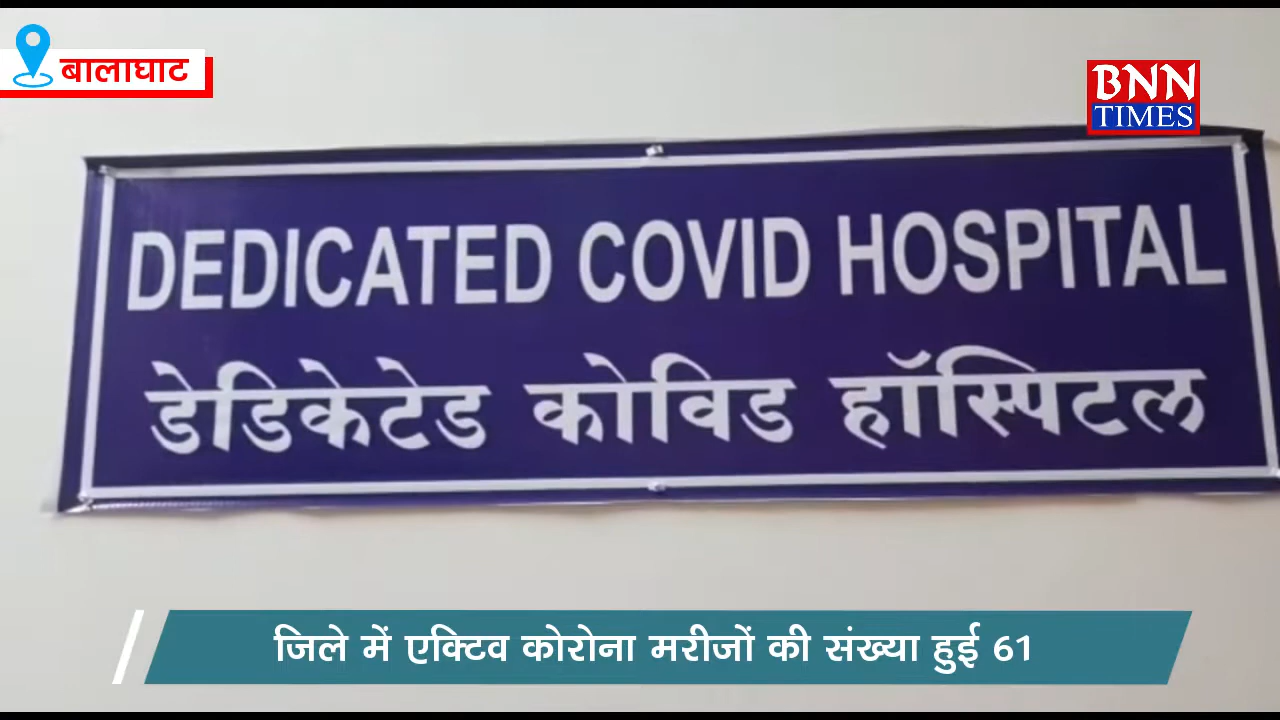 बालाघाट
BNN
TIMES
DEDICATED COVID HOSPITAL
डेडिकेटेड कोविड हॉस्पिटल
जिले में एक्टिव कोरोना मरीजों की संख्या हुई 61